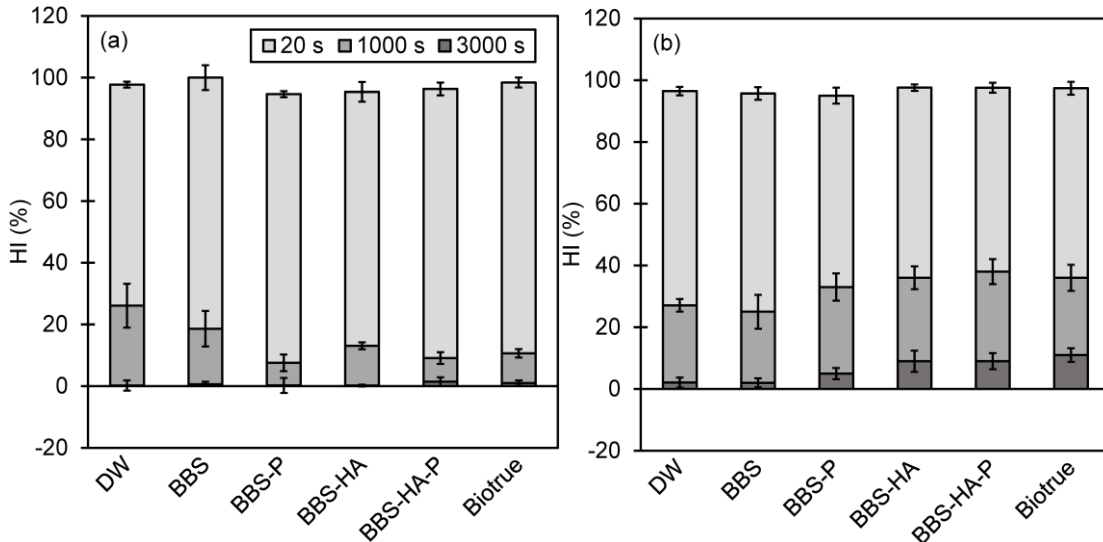 (a)
20 s 1000 s 3000 s
HI (%)
120
100
80
60
40
20
0
-20
DW
BBS
BBS-P
BBS-HA
BBS-HA-P
Biotrue
(b)
HI (%)
120
100
80
60
40
20
0
-20
DW
BBS
BBS-P
BBS-HA
BBS-HA-P
Biotrue